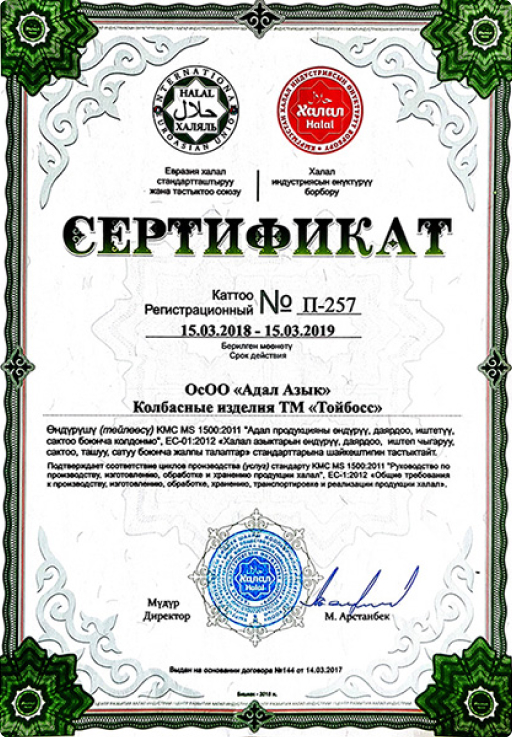 INTERNATIONAL
HALAL
ХАЛЯЛЬ
EUROASIAN UNION
Халал
Halal
Евразия халал
стандартташтыруу
жана тастыктоо союзу
Халал
индустриясын өнүктүрүү
борбору
СЕРТИФИКАТ
Каттоо
Регистрационный № П-257
15.03.2018 - 15.03.2019
Берилген мөөнөтү
Срок действия
ОсОО «Адал Азык»
Колбасные изделия ТМ «Тойбосс»
Өндүрүшү (тейлөөсү) КМС MS 1500:2011 "Адал продукцияны өндүрүү, даярдоо, иштетүү,
сактоо боюнча колдонмо", ЕС-01:2012 «Халал азыктарын өндүрүү, даярдоо, иштеп чыгаруу,
сактоо, ташуу, сатуу боюнча жалпы талаптар» стандарттарына шайкештигин тастыктайт.
Подтверждает соответствие циклов производства (услуг) стандарту КМС MS 1500:2011 "Руководство по
производству, изготовлению, обработке и хранению продукции халал", ЕС-1:2012 «Общие требования
к производству, изготовлению, обработке, хранению, транспортировке и реализации продукции халал».
Халал
Halal
Мүдүр
Директор
М. Арстанбек
Выдан на основании договора №144 от 14.03.2017
Бишкек - 2018 г.